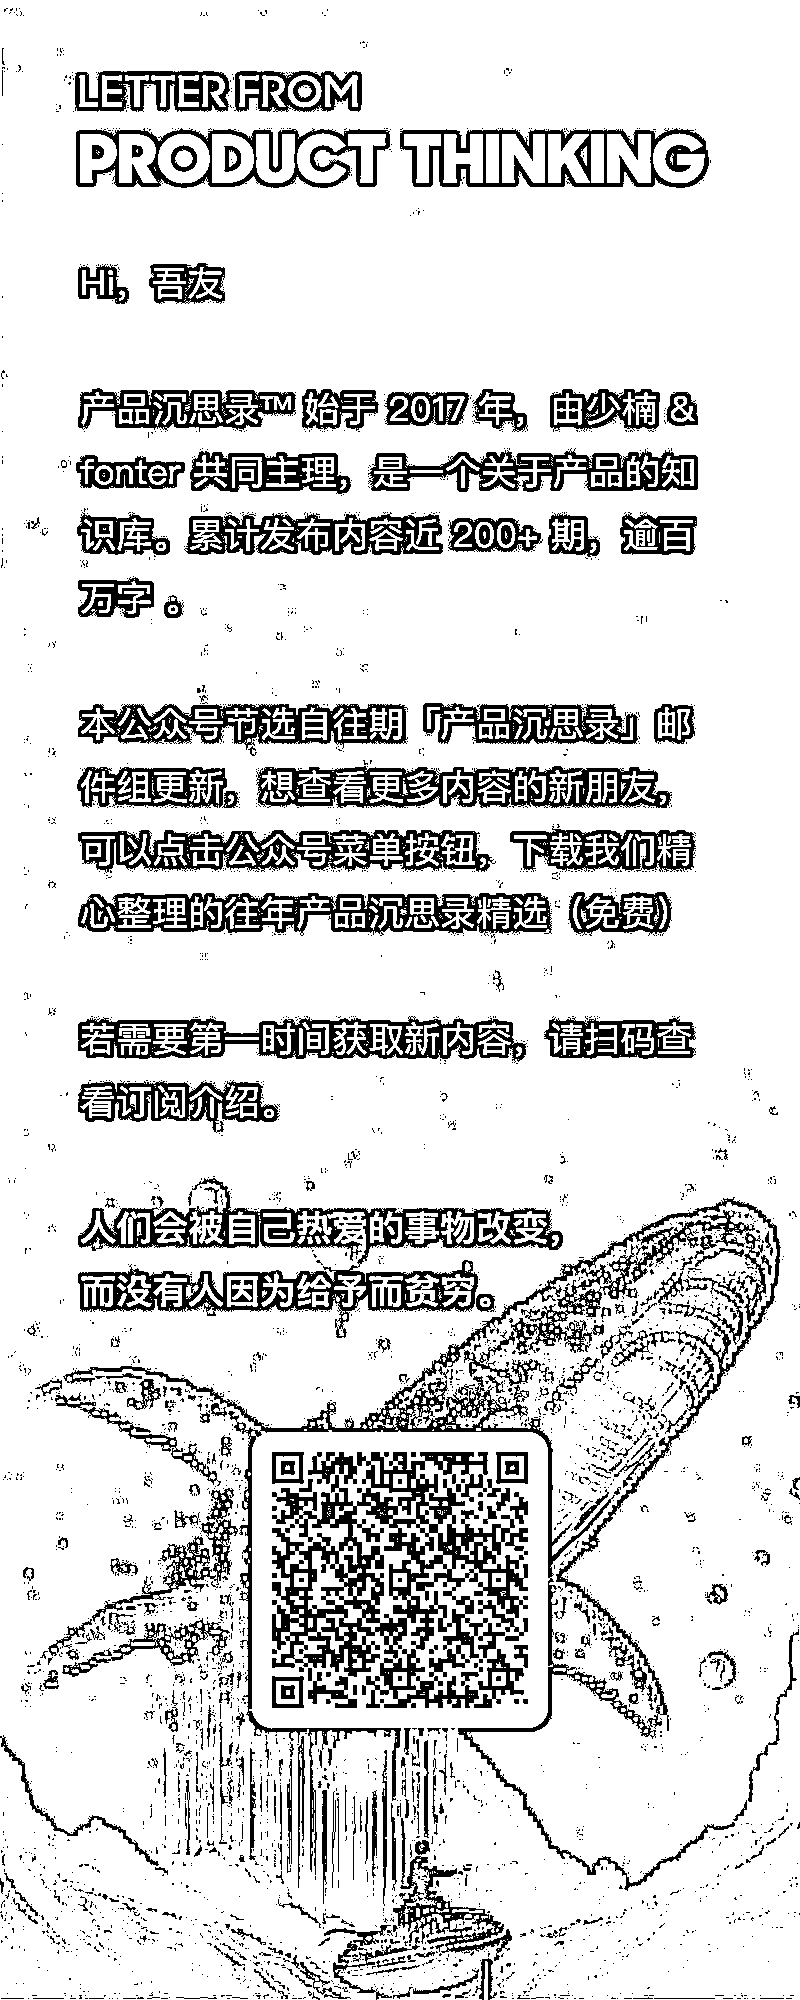 LETTER FROM
PRODUCT THINKING
Hi，吾友
产品沉思录™ 始于 2017 年，由少楠 &
fonter 共同主理，是一个关于产品的知
识库。累计发布内容近 200+ 期，逾百
万字 。
本公众号节选自往期「产品沉思录」邮
件组更新，想查看更多内容的新朋友，
可以点击公众号菜单按钮，下载我们精
心整理的往年产品沉思录精选（免费）
若需要第一时间获取新内容，请扫码查
看订阅介绍。
人们会被自己热爱的事物改变，
而没有人因为给予而贫穷。